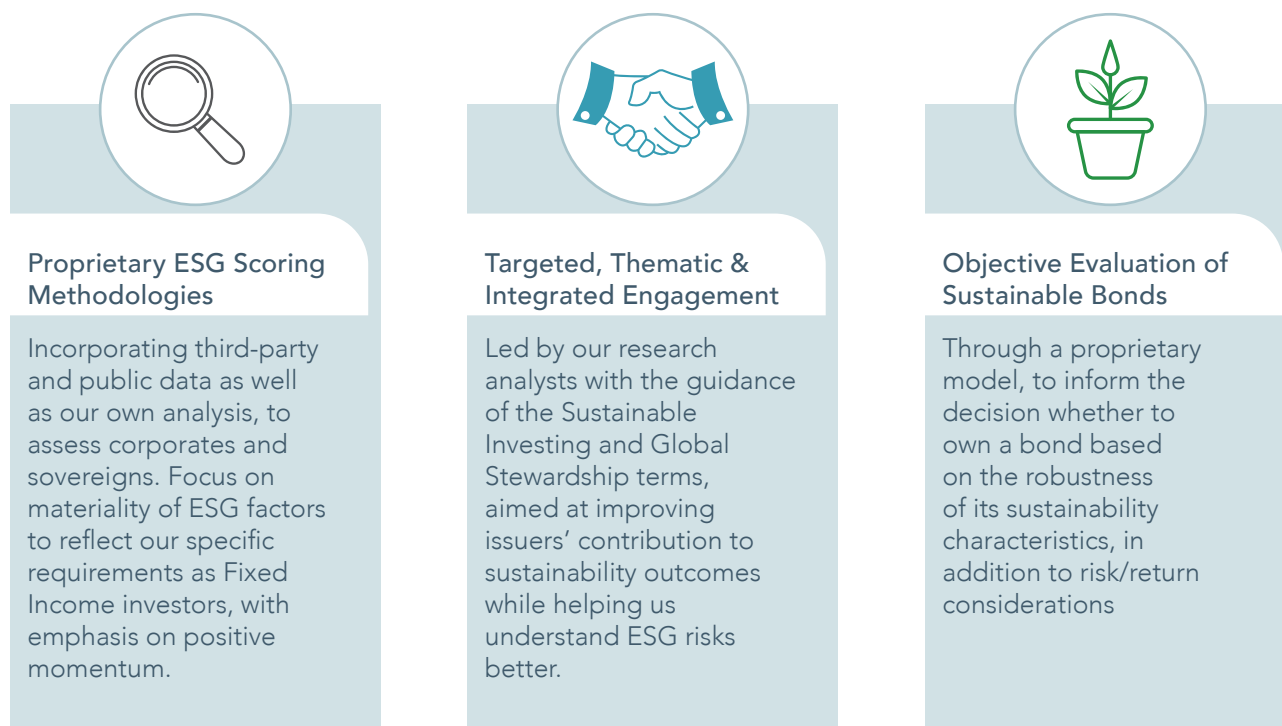 Proprietary ESG Scoring
Methodologies
Incorporating third-party
and public data as well
as our own analysis, to
assess corporates and
sovereigns. Focus on
materiality of ESG factors
to reflect our specific
requirements as Fixed
Income investors, with
emphasis on positive
momentum.
Targeted, Thematic &
Integrated Engagement
Led by our research
analysts with the guidance
of the Sustainable
Investing and Global
Stewardship terms,
aimed at improving
issuers’ contribution to
sustainability outcomes
while helping us
understand ESG risks
better.
Objective Evaluation of
Sustainable Bonds
Through a proprietary
model, to inform the
decision whether to
own a bond based
on the robustness
of its sustainability
characteristics, in
addition to risk/return
considerations